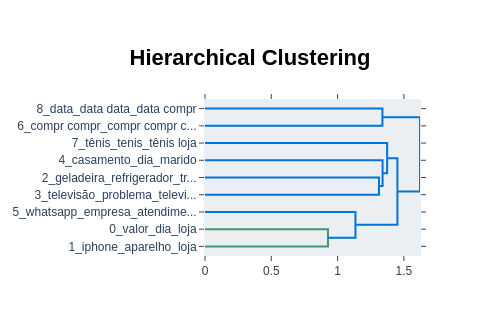 Hierarchical Clustering
8_data_data data_data compr
6_compr compr_compr compr c...
7_tênis_tenis_tênis loja
4_casamento_dia_marido
2_geladeira_refrigerador_tr...
3_televisão_problema_televi...
5_whatsapp_empresa_atendime...
0_valor_dia_loja
1_iphone_aparelho_loja
0 0.5 1 1.5